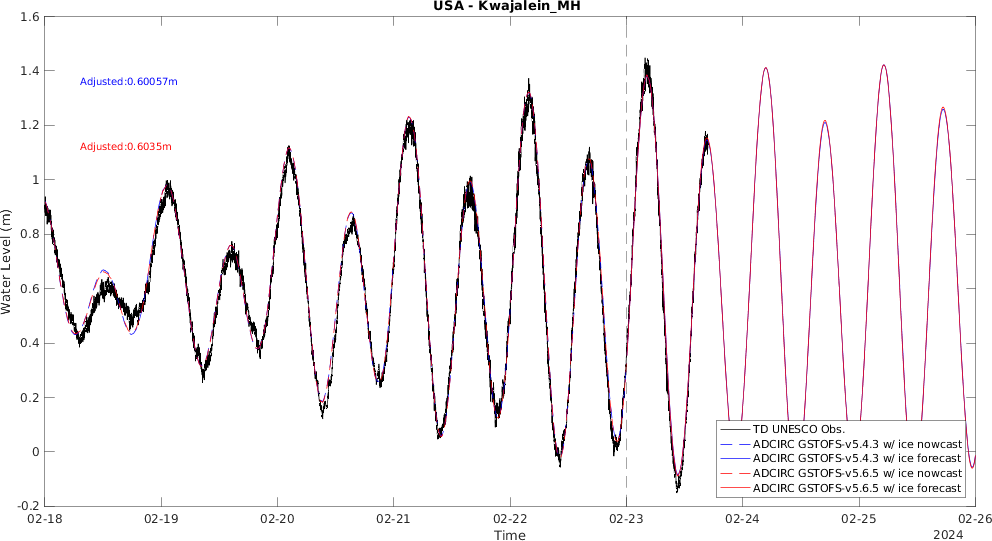 USA - Kwajalein_MH
1.6
1.4
1.2
1
0.8
0.6
0.4
0.2
0
-0.2
Water Level (m)
Adjusted:0.60057m
Adjusted:0.6035m
TD UNESCO Obs.
ADCIRC GSTOFS-v5.4.3 w/ ice nowcast
ADCIRC GSTOFS-v5.4.3 w/ ice forecast
ADCIRC GSTOFS-v5.6.5 w/ ice nowcast
ADCIRC GSTOFS-v5.6.5 w/ ice forecast
02-18 02-19 02-20 02-21 02-22 02-23 02-24 02-25 02-26
Time
2024